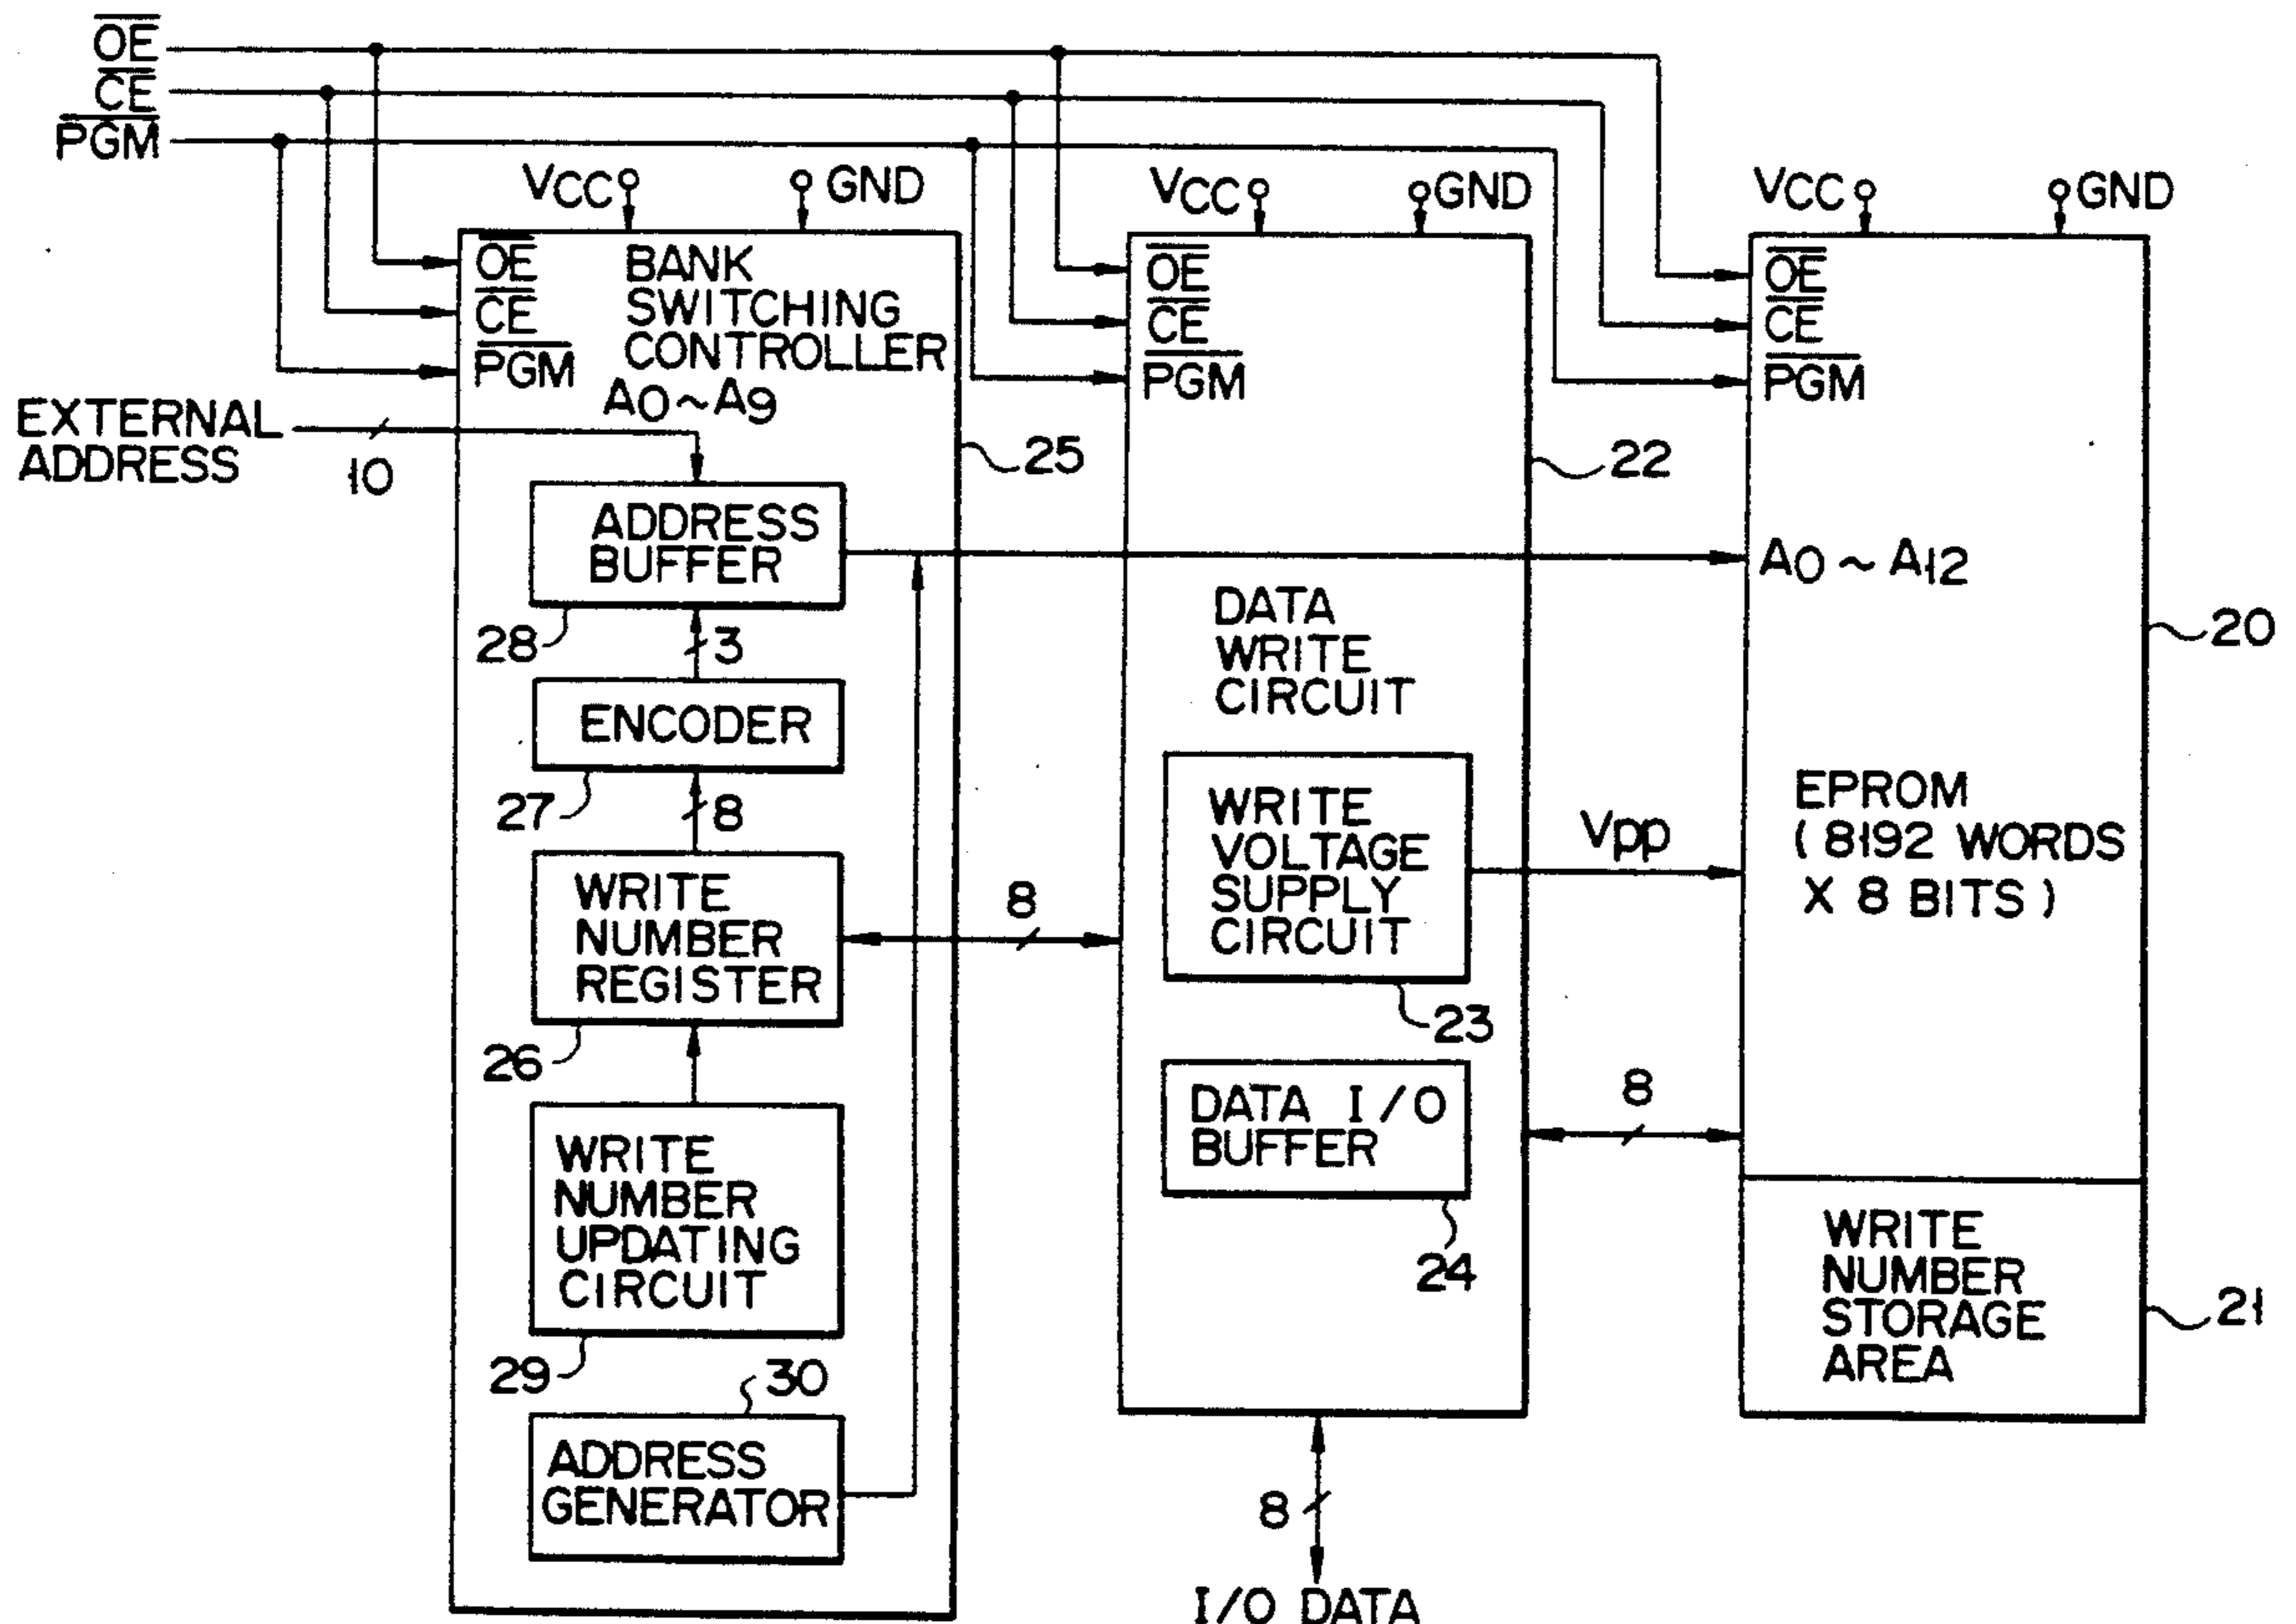 OE
CE
PGM
VCC GND
VCC GND
VCC GND
OE
CE
PGM
BANK
SWITCHING
CONTROLLER
A0~A9
OE
CE
PGM
OE
CE
PGM
EXTERNAL
ADDRESS
10
25
22
ADDRESS
BUFFER
28
A0~A12
3
DATA
WRITE
CIRCUIT
20
ENCODER
27
8
WRITE
VOLTAGE
SUPPLY
CIRCUIT
23
Vpp
EPROM
(8192 WORDS
X 8 BITS)
WRITE
NUMBER
REGISTER
26
8
DATA I/O
BUFFER
24
8
WRITE
NUMBER
UPDATING
CIRCUIT
29
WRITE
NUMBER
STORAGE
AREA
21
30
ADDRESS
GENERATOR
8
I/O DATA